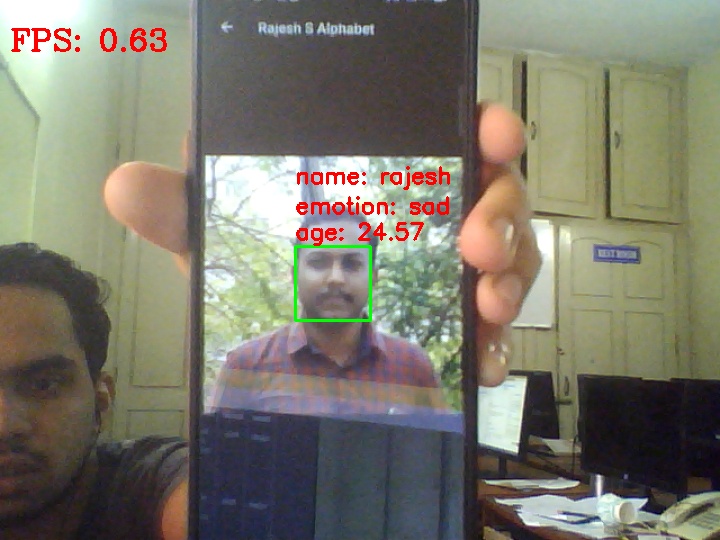 FPS: 0.63
Rajesh S Alphabet
name: rajesh
emotion: sad
age: 24.57
REST ROOM